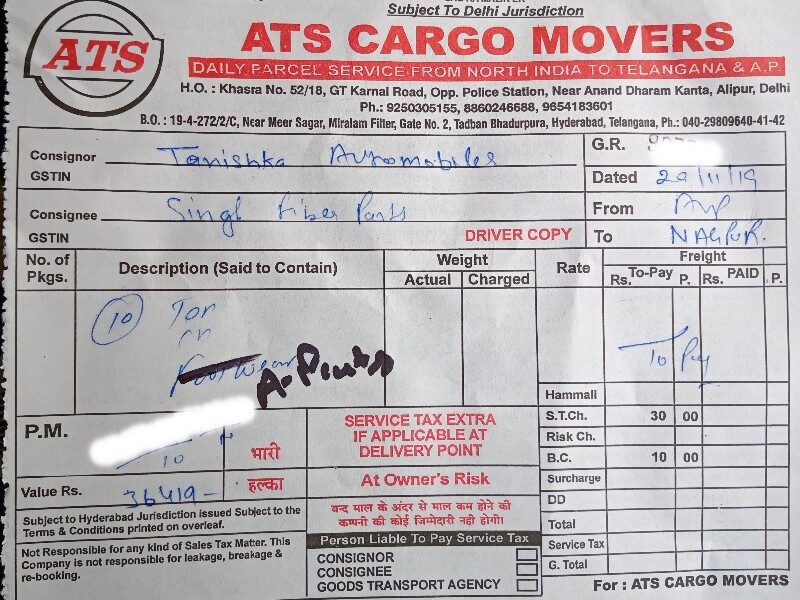 Subject To Delhi Jurisdiction
ATS
ATS CARGO MOVERS
DAILY PARCEL SERVICE FROM NORTH INDIA TO TELANGANA & A.P.
H.O. : Khasra No. 52/18, GT Karnal Road, Opp. Police Station, Near Anand Dharam Kanta, Alipur, Delhi
Ph.: 9250305155, 8860246688, 9654183601
B.O. : 19-4-272/2/C, Near Meer Sagar, Miralam Filter, Gate No. 2, Tadban Bhadurpura, Hyderabad, Telangana, Ph.: 040-29809640-41-42
Consignor Tanishka Automobiles
GSTIN
G.R.
Dated 20/11/19
Consignee Singl Fiber Parts
GSTIN
DRIVER COPY
From
To NAGPUR.
No. of Pkgs. Description (Said to Contain) Weight Actual Charged Rate Freight Rs. To-Pay P. Rs. PAID P.
10
To Pay
Hammali
S.T.Ch. 30 00
Risk Ch.
B.C. 10 00
Surcharge
DD
Total
Service Tax
G. Total
P.M.
10
भारी
हल्का
Value Rs. 36419-
SERVICE TAX EXTRA
IF APPLICABLE AT
DELIVERY POINT
At Owner's Risk
वन्द माल के अंदर से माल कम होने की
कम्पनी की कोई जिम्मेदारी नही होगी।
Subject to Hyderabad Jurisdiction issued Subject to the
Terms & Conditions printed on overleaf.
Not Responsible for any kind of Sales Tax Matter. This
Company is not responsible for leakage, breakage &
re-booking.
Person Liable To Pay Service Tax
CONSIGNOR
CONSIGNEE
GOODS TRANSPORT AGENCY
For : ATS CARGO MOVERS